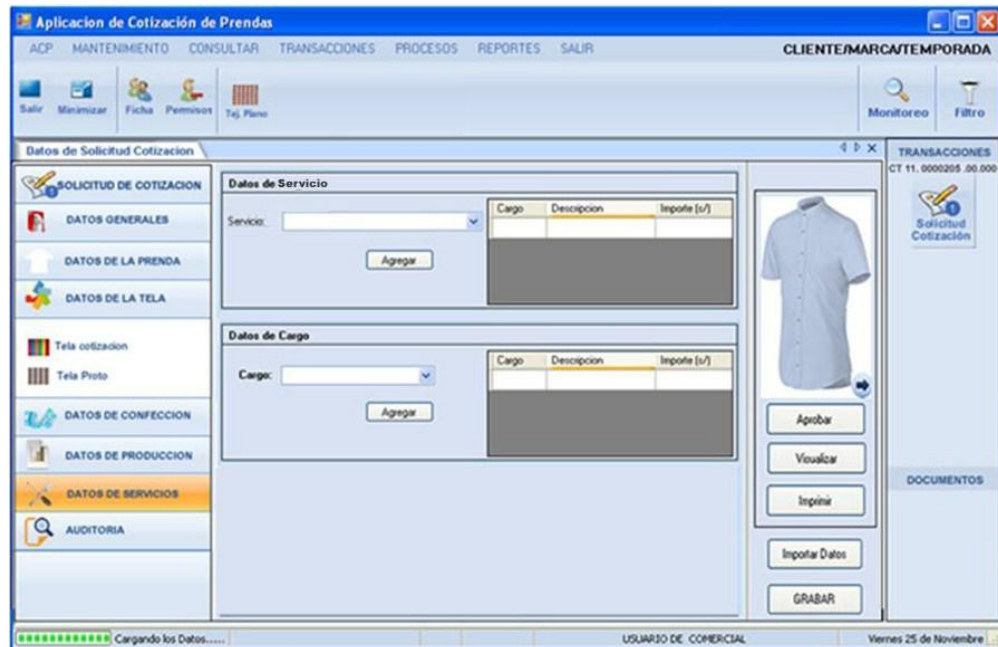 Aplicacion de Cotización de Prendas
ACP MANTENIMIENTO CONSULTAR TRANSACCIONES PROCESOS REPORTES SALIR
CLIENTE/MARCA/TEMPORADA
Salir Minimizar Ficha Permisos Tej. Plano
Monitoreo Filtro
Datos de Solicitud Cotizacion
TRANSACCIONES
CT 11. 0000205 .00.000
Solicitud
Cotización
SOLICITUD DE COTIZACION
DATOS GENERALES
DATOS DE LA PRENDA
DATOS DE LA TELA
Tela cotizacion
Tela Proto
DATOS DE CONFECCION
DATOS DE PRODUCCION
DATOS DE SERVICIOS
AUDITORIA
Datos de Servicio
Servicio:
Cargo Descripcion Importe (s/)
Agregar
Datos de Cargo
Cargo:
Cargo Descripcion Importe (s/)
Agregar
Aprobar
Visualizar
Imprimir
Importar Datos
GRABAR
DOCUMENTOS
Cargando los Datos.....
USUARIO DE COMERCIAL
Viernes 25 de Noviembre